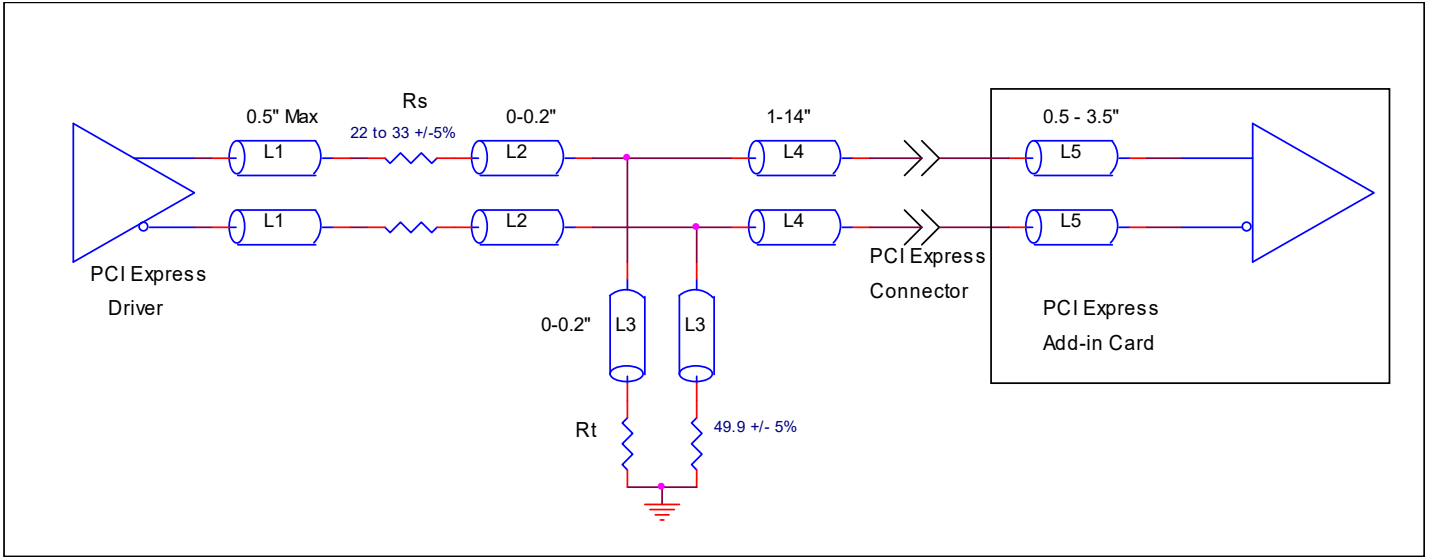 Rs
0.5" Max
22 to 33 +/-5%
0-0.2"
1-14"
0.5 - 3.5"
L1
L2
L4
L5
L1
L2
L4
L5
PCI Express
Driver
PCI Express
Connector
PCI Express
Add-in Card
0-0.2"
L3
L3
Rt
49.9 +/- 5%